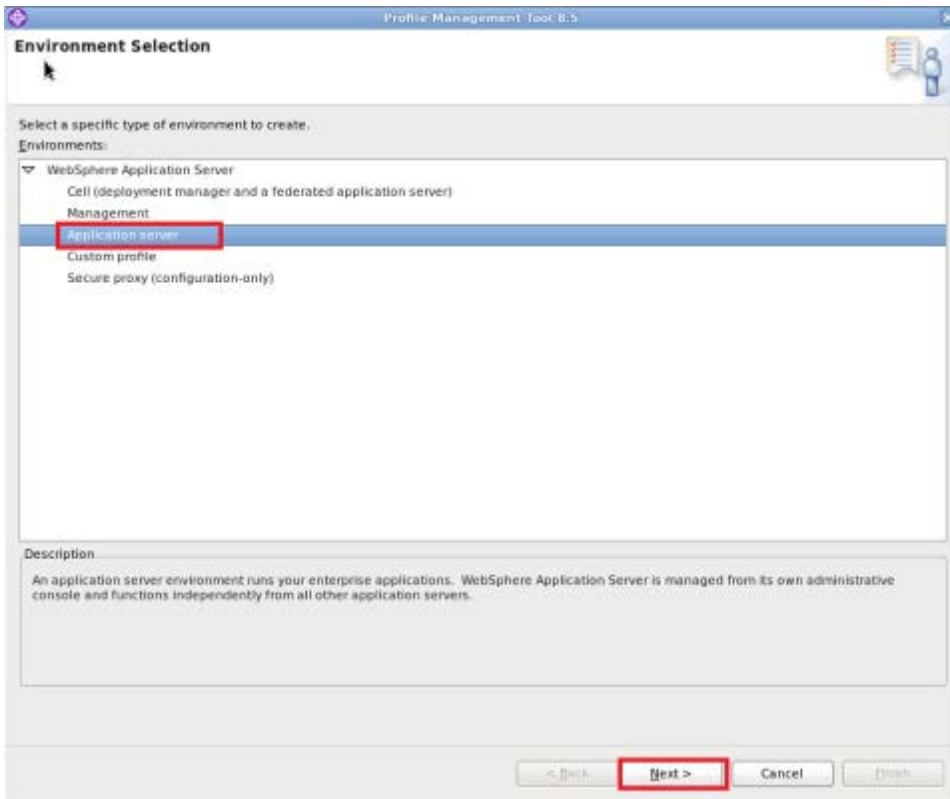 Profile Management Tool 8.5
Environment Selection
Select a specific type of environment to create.
Environments:
WebSphere Application Server
Cell (deployment manager and a federated application server)
Management
Application server
Custom profile
Secure proxy (configuration-only)
Description
An application server environment runs your enterprise applications. WebSphere Application Server is managed from its own administrative
console and functions independently from all other application servers.
< Back
Next >
Cancel
Finish